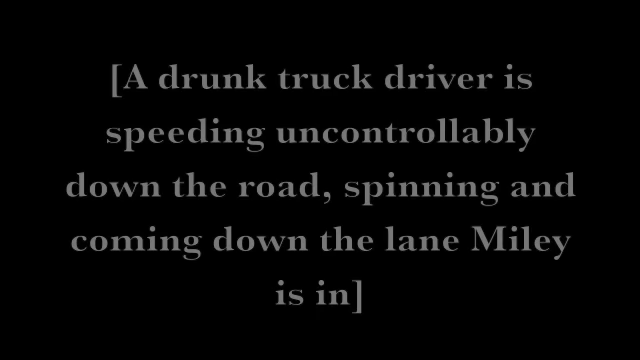 [A drunk truck driver is
speeding uncontrollably
down the road, spinning and
coming down the lane Miley
is in]